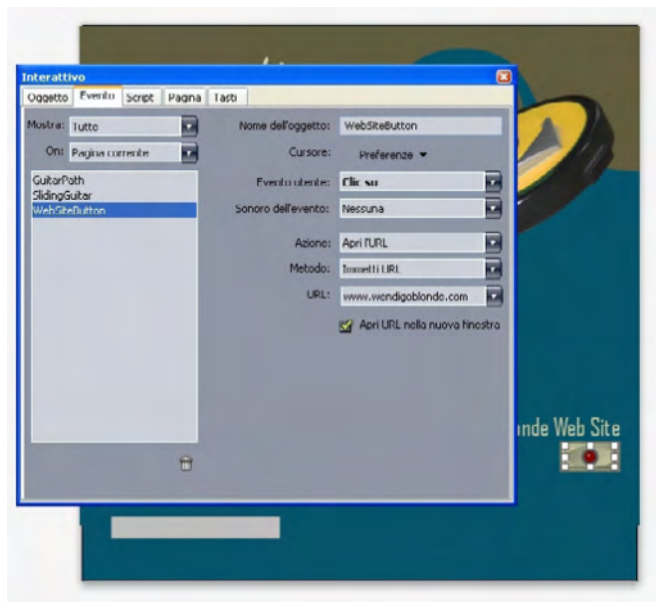 Interattivo
Oggetto Evento Script Pagina Tasti
Mostra: Tutto
On: Pagina corrente
GuitarPath
SlidingGuitar
WebSiteButton
Nome dell'oggetto: WebSiteButton
Cursore: Preferenze
Evento utente: Clic su
Sonoro dell'evento: Nessuna
Azione: Apri l'URL
Metodo: Immetti URL
URL: www.wendigoblonde.com
Apri URL nella nuova finestra
onde Web Site